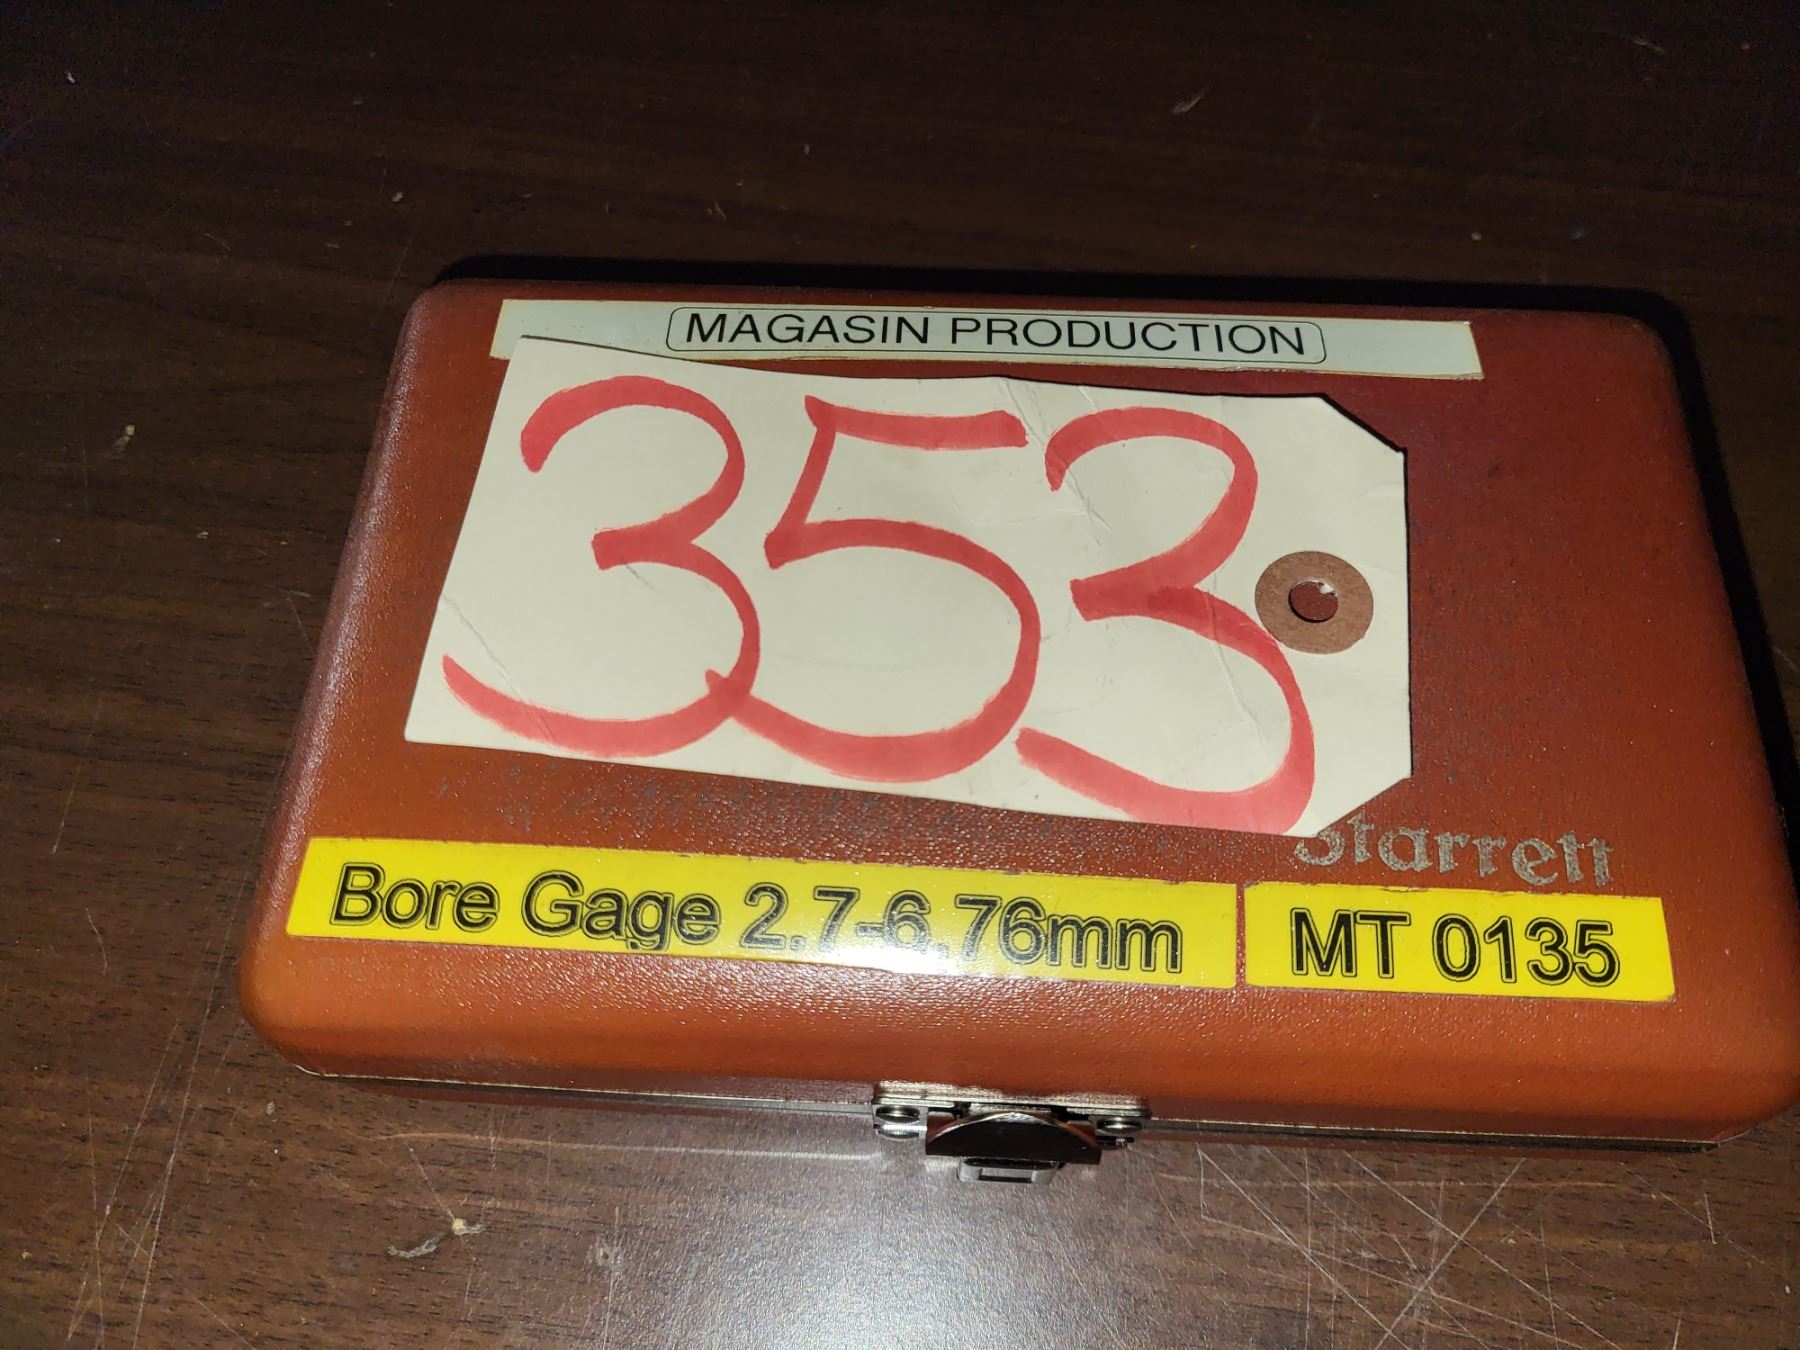 MAGASIN PRODUCTION
353
Starrett
Bore Gage 2,7-6,76mm
MT 0135